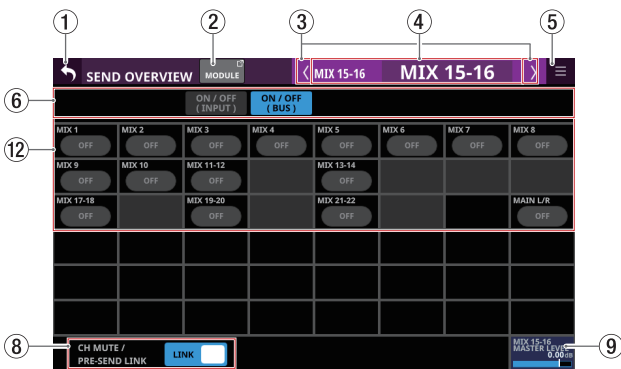 1 2 3 4 5
SEND OVERVIEW MODULE MIX 15-16 MIX 15-16
6
ON / OFF ON / OFF
( INPUT ) ( BUS )
12
MIX 1 MIX 2 MIX 3 MIX 4 MIX 5 MIX 6 MIX 7 MIX 8
OFF OFF OFF OFF OFF OFF OFF OFF
MIX 9 MIX 10 MIX 11-12 MIX 13-14
OFF OFF OFF OFF
MIX 17-18 MIX 19-20 MIX 21-22 MAIN L/R
OFF OFF OFF OFF
8
CH MUTE /
PRE-SEND LINK
LINK
MIX 15-16
MASTER LEVEL
0.00dB
9